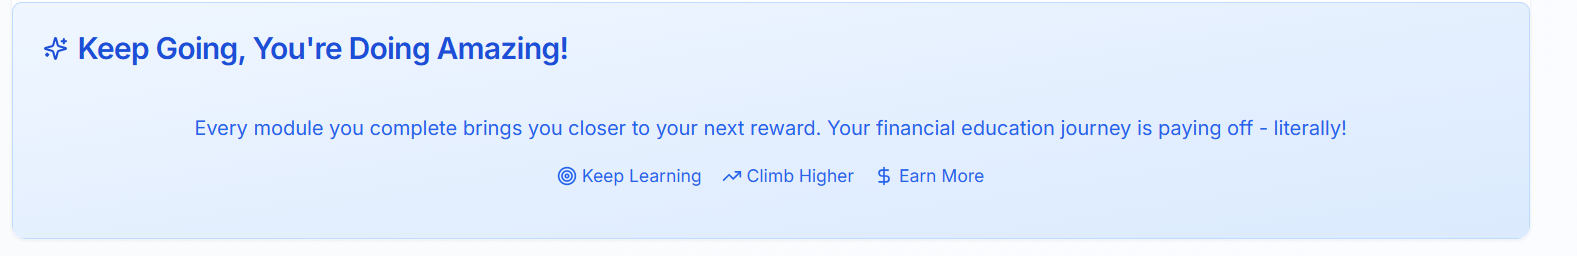 Keep Going, You're Doing Amazing!
Every module you complete brings you closer to your next reward. Your financial education journey is paying off - literally!
Keep Learning Climb Higher Earn More